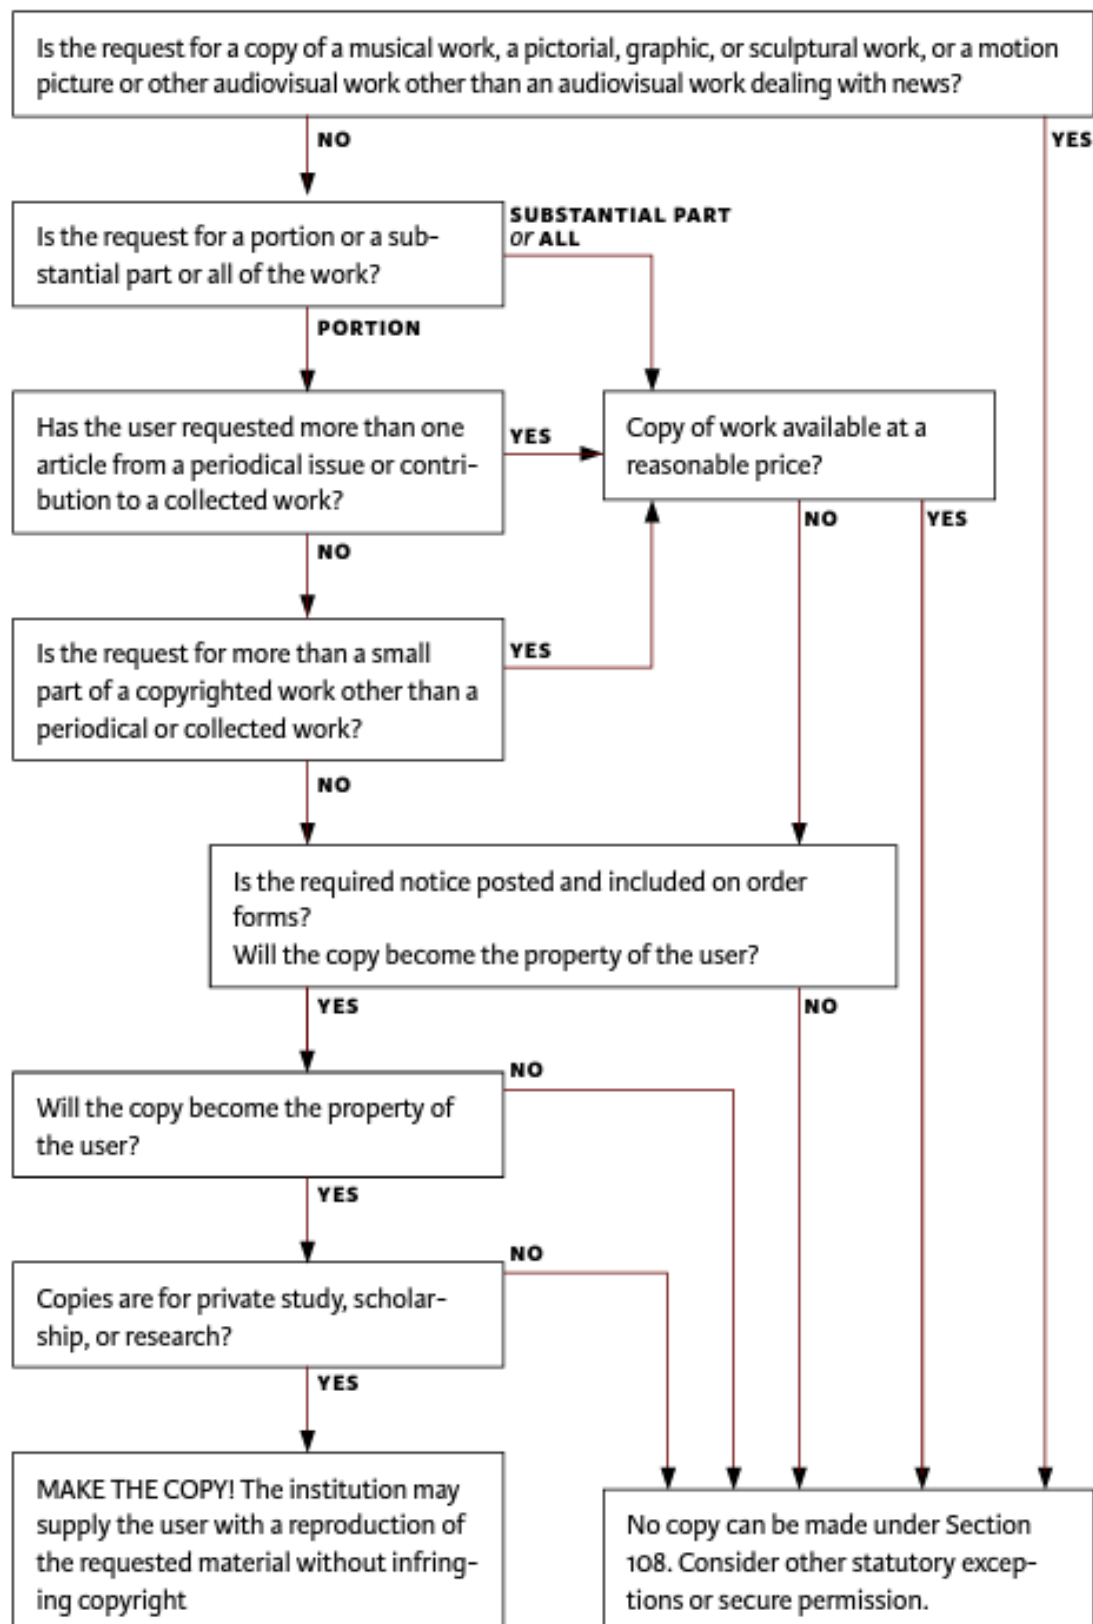 Is the request for a copy of a musical work, a pictorial, graphic, or sculptural work, or a motion
picture or other audiovisual work other than an audiovisual work dealing with news?
NO
YES
Is the request for a portion or a sub-
stantial part or all of the work?
SUBSTANTIAL PART
or ALL
PORTION
Has the user requested more than one
article from a periodical issue or contri-
bution to a collected work?
YES
Copy of work available at a
reasonable price?
NO
NO
YES
Is the request for more than a small
part of a copyrighted work other than a
periodical or collected work?
YES
NO
Is the required notice posted and included on order
forms?
Will the copy become the property of the user?
YES
NO
Will the copy become the property of
the user?
NO
YES
Copies are for private study, scholar-
ship, or research?
NO
YES
MAKE THE COPY! The institution may
supply the user with a reproduction of
the requested material without infring-
ing copyright
No copy can be made under Section
108. Consider other statutory excep-
tions or secure permission.